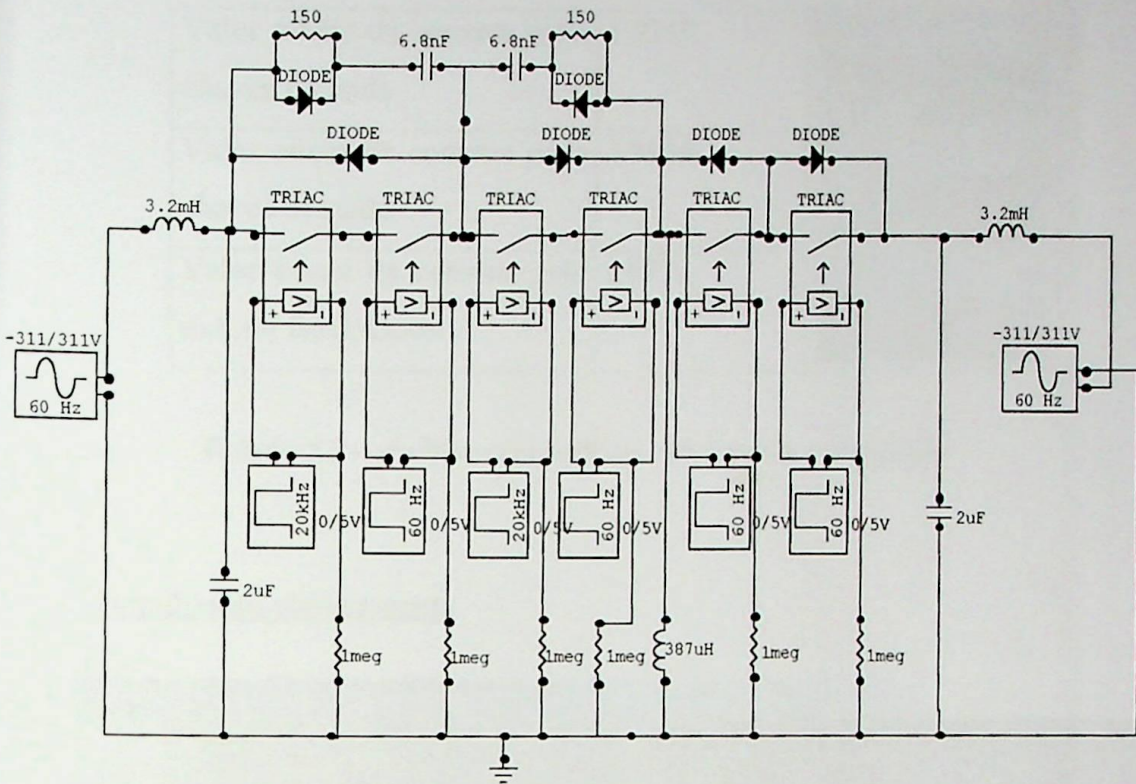 150
150
6.8nF
6.8nF
DIODE
DIODE
DIODE
DIODE
DIODE
DIODE
TRIAC
TRIAC
TRIAC
TRIAC
TRIAC
TRIAC
3.2mH
3.2mH
> > > > > >
+ - + - + - + - + - + -
-311/311V
60 Hz
-311/311V
60 Hz
20kHz
0/5V
60 Hz
0/5V
20kHz
0/5V
60 Hz
0/5V
60 Hz
0/5V
60 Hz
0/5V
2uF
2uF
1meg
1meg
1meg
1meg
387uH
1meg
1meg